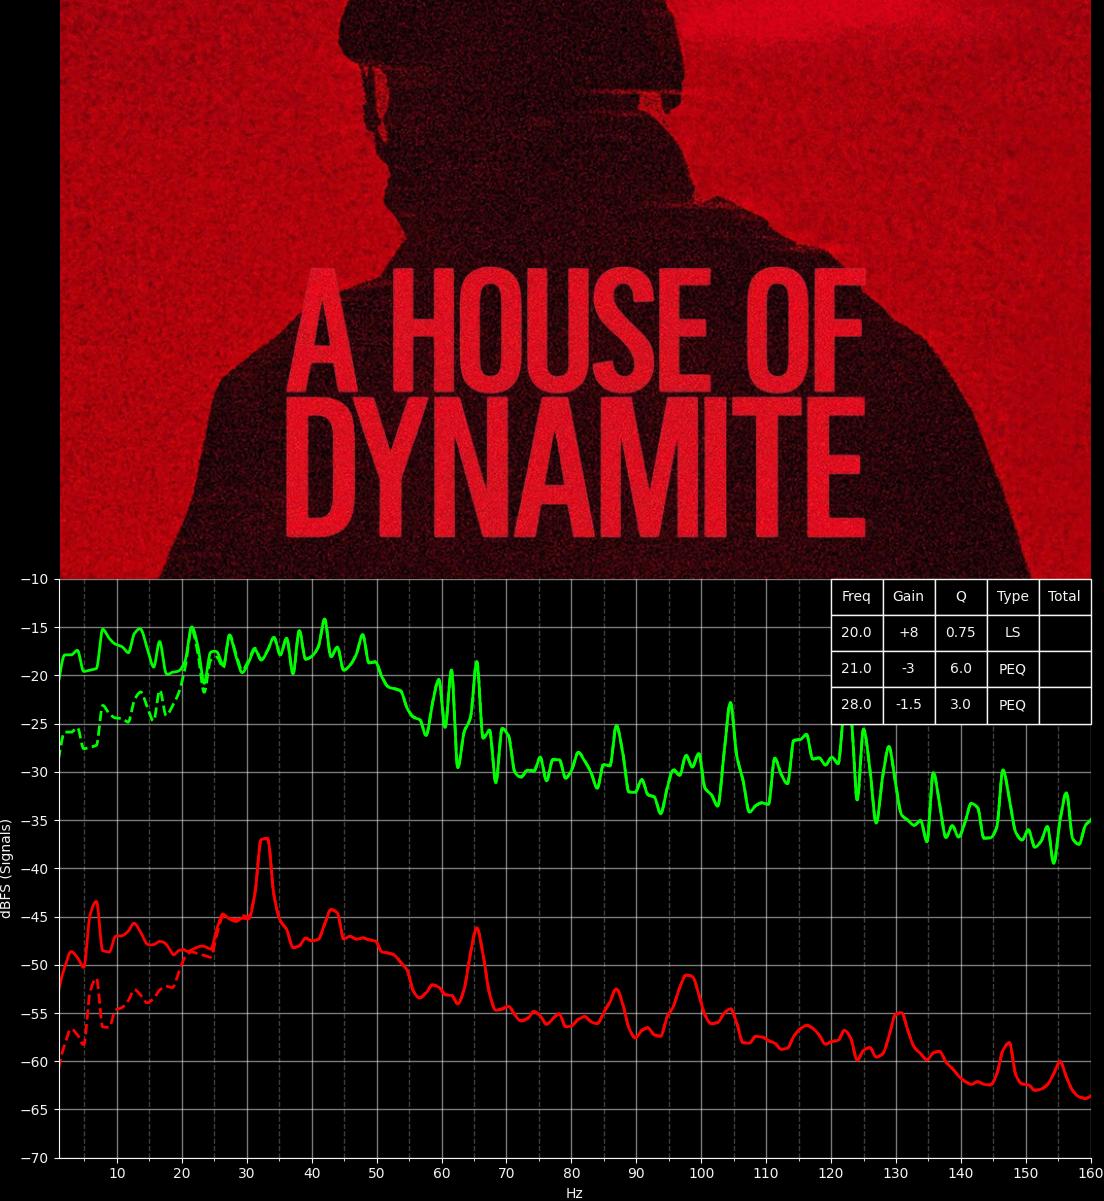 A HOUSE OF
DYNAMITE
Freq Gain Q Type Total
20.0 +8 0.75 LS
21.0 -3 6.0 PEQ
28.0 -1.5 3.0 PEQ
−10
−15
−20
−25
−30
−35
−40
−45
−50
−55
−60
−65
−70
dBFS (Signals)
10 20 30 40 50 60 70 80 90 100 110 120 130 140 150 160
Hz